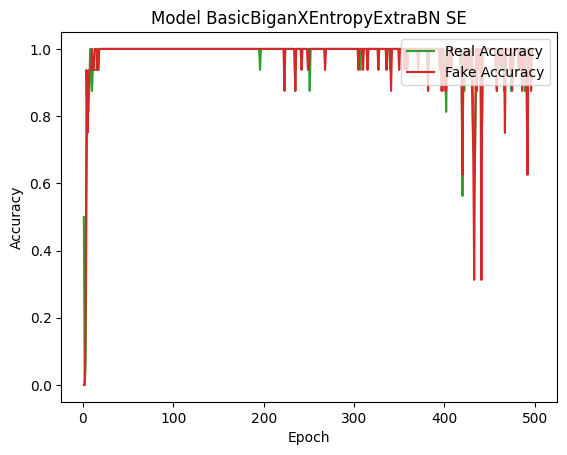 Model BasicBiganXEntropyExtraBN SE
Real Accuracy
Fake Accuracy
Accuracy
1.0
0.8
0.6
0.4
0.2
0.0
0
100
200
300
400
500
Epoch